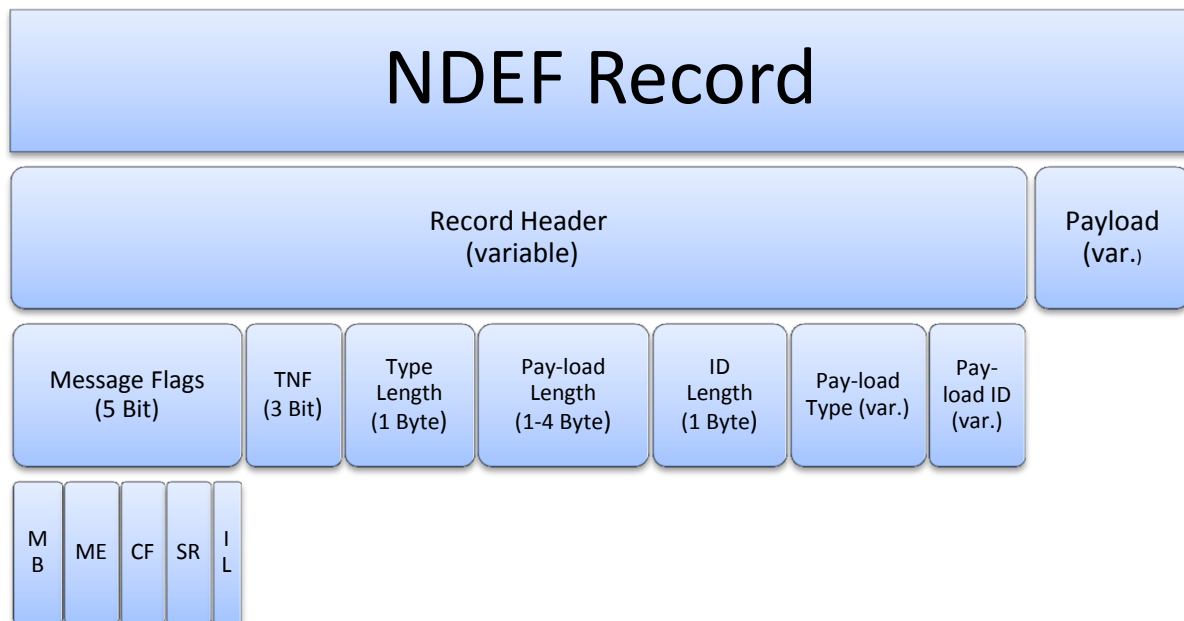 NDEF Record
Record Header
(variable)
Payload
(var.)
Message Flags
(5 Bit)
TNF
(3 Bit)
Type
Length
(1 Byte)
Pay-load
Length
(1-4 Byte)
ID
Length
(1 Byte)
Pay-load
Type (var.)
Pay-
load ID
(var.)
M
B
ME
CF
SR
I
L